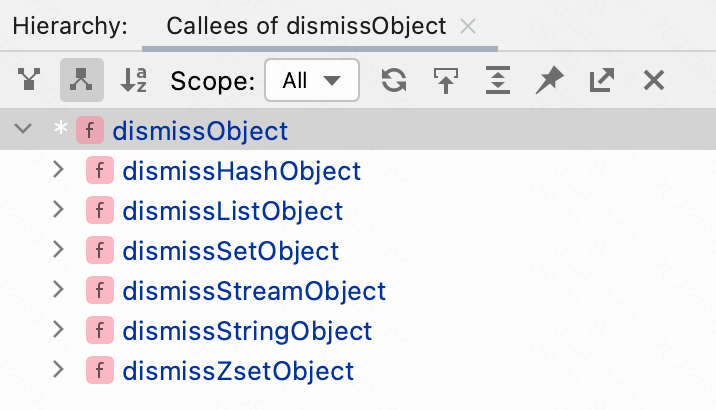 Hierarchy: Callees of dismissObject
Scope: All
* f dismissObject
f dismissHashObject
f dismissListObject
f dismissSetObject
f dismissStreamObject
f dismissStringObject
f dismissZsetObject